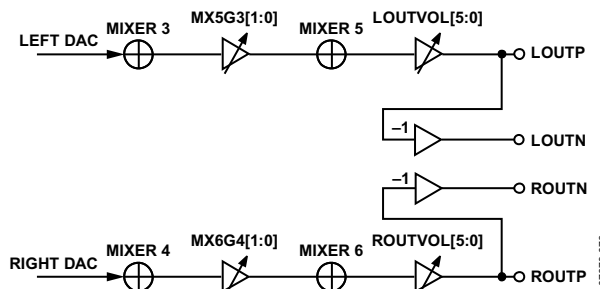 MIXER 3 MX5G3[1:0] MIXER 5 LOUTVOL[5:0]
LEFT DAC
LOUTP
–1
LOUTN
–1
ROUTN
MIXER 4 MX6G4[1:0] MIXER 6 ROUTVOL[5:0]
RIGHT DAC
ROUTP